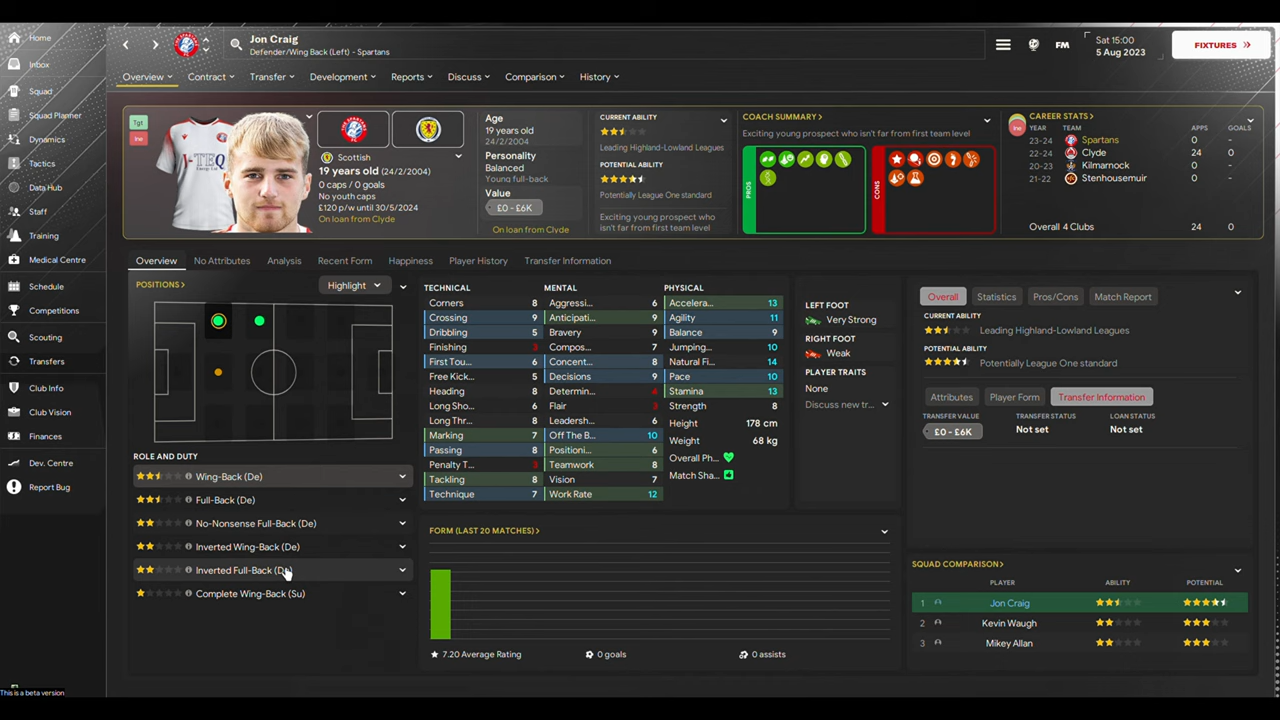 Home
Inbox
Squad
Squad Planner
Dynamics
Tactics
Data Hub
Staff
Training
Medical Centre
Schedule
Competitions
Scouting
Transfers
Club Info
Club Vision
Finances
Dev. Centre
Report Bug
This is a beta version
Jon Craig
Defender/Wing Back (Left) - Spartans
FM
Sat 15:00
5 Aug 2023
FIXTURES
Overview
Contract
Transfer
Development
Reports
Discuss
Comparison
History
Tgt
Ine
Scottish
19 years old (24/2/2004)
0 caps / 0 goals
No youth caps
£120 p/w until 30/5/2024
On loan from Clyde
Age
19 years old
24/2/2004
Personality
Balanced
Young full-back
Value
£0 - £6K
On loan from Clyde
CURRENT ABILITY
Leading Highland-Lowland Leagues
POTENTIAL ABILITY
Potentially League One standard
Exciting young prospect who
isn't far from first team level
COACH SUMMARY
Exciting young prospect who isn't far from first team level
PROS
CONS
Ine
CAREER STATS
YEAR TEAM APPS GOALS
23-24 Spartans 0 -
22-24 Clyde 24 0
20-23 Kilmarnock 0 -
21-22 Stenhousemuir 0 -
Overall 4 Clubs 24 0
Overview
No Attributes
Analysis
Recent Form
Happiness
Player History
Transfer Information
POSITIONS
Highlight
ROLE AND DUTY
Wing-Back (De)
Full-Back (De)
No-Nonsense Full-Back (De)
Inverted Wing-Back (De)
Inverted Full-Back (De)
Complete Wing-Back (Su)
TECHNICAL
Corners 8
Crossing 9
Dribbling 5
Finishing 3
First Tou... 6
Free Kick... 5
Heading 8
Long Sho... 6
Long Thr... 8
Marking 7
Passing 8
Penalty T... 3
Tackling 8
Technique 7
MENTAL
Aggressi... 6
Anticipati... 9
Bravery 9
Compos... 7
Concent... 8
Decisions 9
Determin... 4
Flair 3
Leadersh... 6
Off The B... 10
Positioni... 6
Teamwork 8
Vision 7
Work Rate 12
PHYSICAL
Accelera... 13
Agility 11
Balance 9
Jumping... 10
Natural Fi... 14
Pace 10
Stamina 13
Strength 8
Height 178 cm
Weight 68 kg
Overall Ph...
Match Sha...
LEFT FOOT
Very Strong
RIGHT FOOT
Weak
PLAYER TRAITS
None
Discuss new tr...
FORM (LAST 20 MATCHES)
7.20 Average Rating
0 goals
0 assists
Overall
Statistics
Pros/Cons
Match Report
CURRENT ABILITY
Leading Highland-Lowland Leagues
POTENTIAL ABILITY
Potentially League One standard
Attributes
Player Form
Transfer Information
TRANSFER VALUE
£0 - £6K
TRANSFER STATUS
Not set
LOAN STATUS
Not set
SQUAD COMPARISON
PLAYER ABILITY POTENTIAL
1 Jon Craig
2 Kevin Waugh
3 Mikey Allan